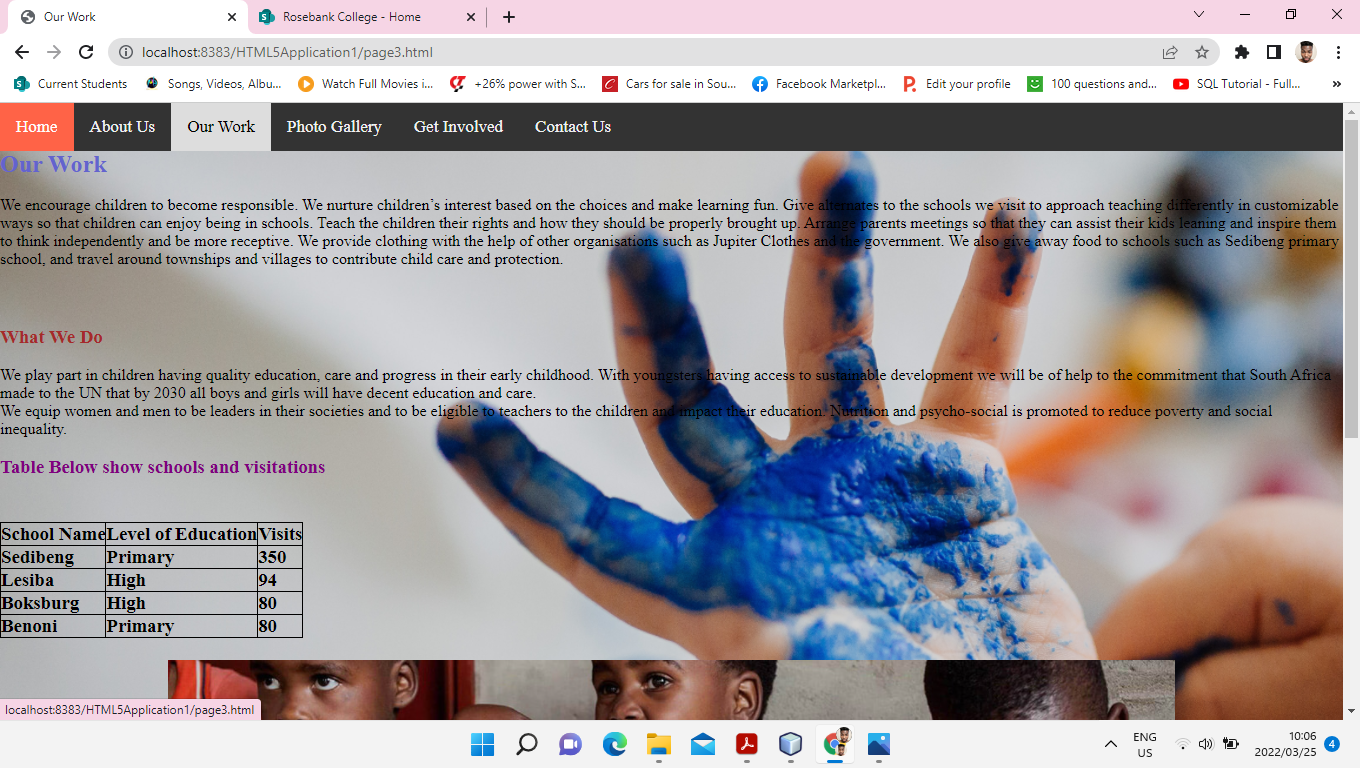 Our Work
Rosebank College - Home
localhost:8383/HTML5Application1/page3.html
Current Students
Songs, Videos, Albu...
Watch Full Movies i...
+26% power with S...
Cars for sale in Sou...
Facebook Marketpl...
Edit your profile
100 questions and...
SQL Tutorial - Full...
Home
About Us
Our Work
Photo Gallery
Get Involved
Contact Us
Our Work
We encourage children to become responsible. We nurture children’s interest based on the choices and make learning fun. Give alternates to the schools we visit to approach teaching differently in customizable
ways so that children can enjoy being in schools. Teach the children their rights and how they should be properly brought up. Arrange parents meetings so that they can assist their kids leaning and inspire them
to think independently and be more receptive. We provide clothing with the help of other organisations such as Jupiter Clothes and the government. We also give away food to schools such as Sedibeng primary
school, and travel around townships and villages to contribute child care and protection.
What We Do
We play part in children having quality education, care and progress in their early childhood. With youngsters having access to sustainable development we will be of help to the commitment that South Africa
made to the UN that by 2030 all boys and girls will have decent education and care.
We equip women and men to be leaders in their societies and to be eligible to teachers to the children and impact their education. Nutrition and psycho-social is promoted to reduce poverty and social
inequality.
Table Below show schools and visitations
School Name Level of Education Visits
Sedibeng Primary 350
Lesiba High 94
Boksburg High 80
Benoni Primary 80
localhost:8383/HTML5Application1/page3.html
ENG
US
10:06
2022/03/25
4